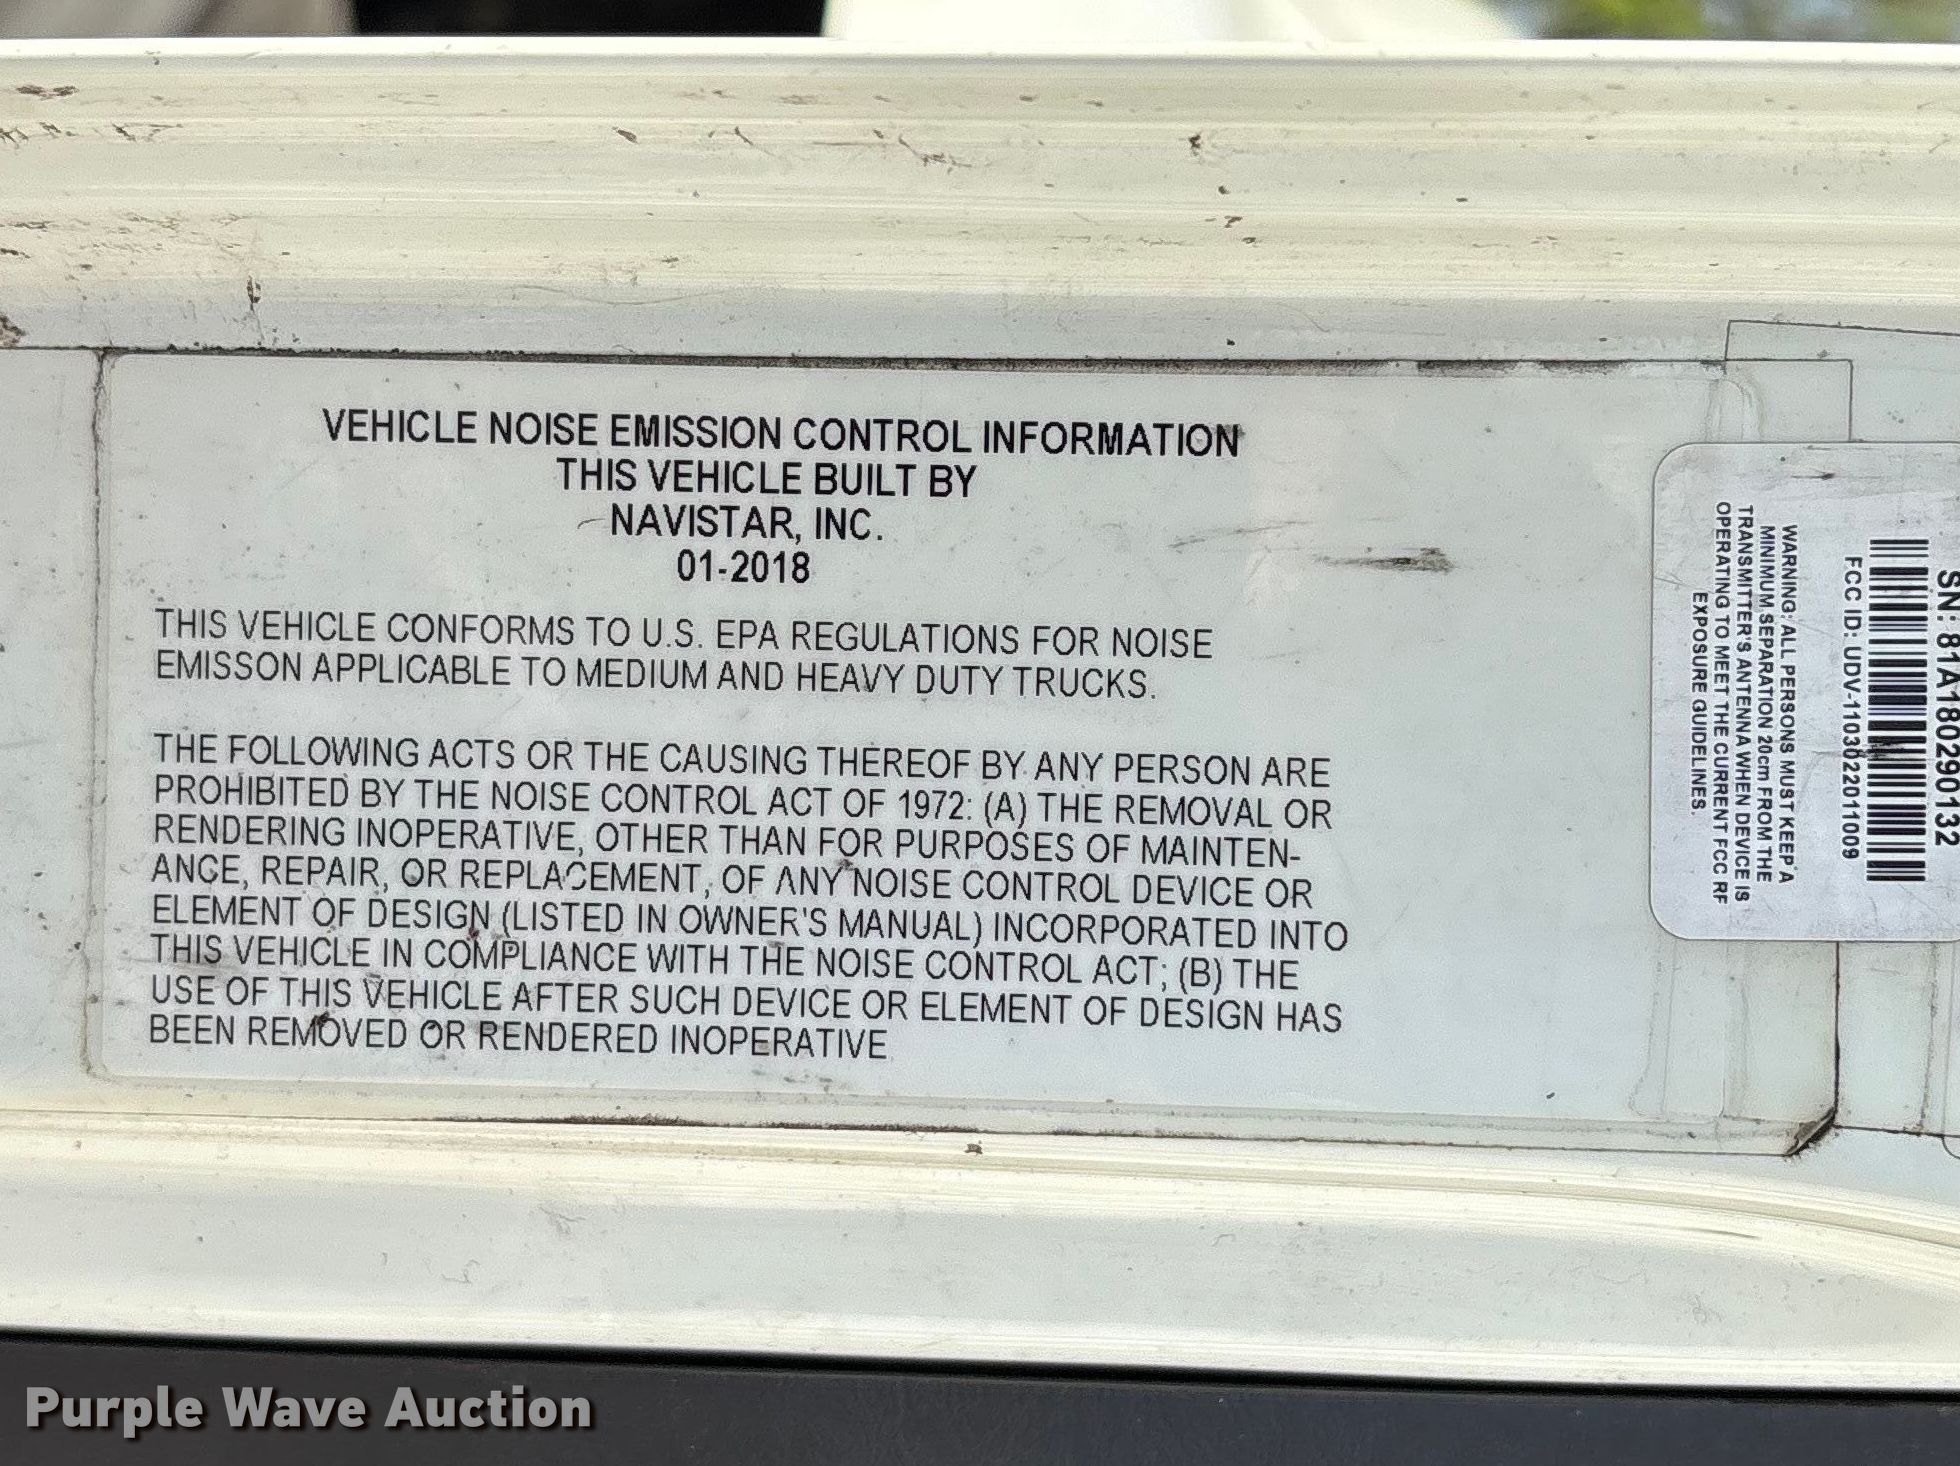 VEHICLE NOISE EMISSION CONTROL INFORMATION
THIS VEHICLE BUILT BY
NAVISTAR, INC.
01-2018
THIS VEHICLE CONFORMS TO U.S. EPA REGULATIONS FOR NOISE
EMISSON APPLICABLE TO MEDIUM AND HEAVY DUTY TRUCKS.
THE FOLLOWING ACTS OR THE CAUSING THEREOF BY ANY PERSON ARE
PROHIBITED BY THE NOISE CONTROL ACT OF 1972: (A) THE REMOVAL OR
RENDERING INOPERATIVE, OTHER THAN FOR PURPOSES OF MAINTEN-
ANCE, REPAIR, OR REPLACEMENT, OF ANY NOISE CONTROL DEVICE OR
ELEMENT OF DESIGN (LISTED IN OWNER'S MANUAL) INCORPORATED INTO
THIS VEHICLE IN COMPLIANCE WITH THE NOISE CONTROL ACT; (B) THE
USE OF THIS VEHICLE AFTER SUCH DEVICE OR ELEMENT OF DESIGN HAS
BEEN REMOVED OR RENDERED INOPERATIVE
SN: 81A180290132
FCC ID: UDV-1103022011009
WARNING: ALL PERSONS MUST KEEP A
MINIMUM SEPARATION 20cm FROM THE
TRANSMITTER'S ANTENNA WHEN DEVICE IS
OPERATING TO MEET THE CURRENT FCC RF
EXPOSURE GUIDELINES.
Purple Wave Auction